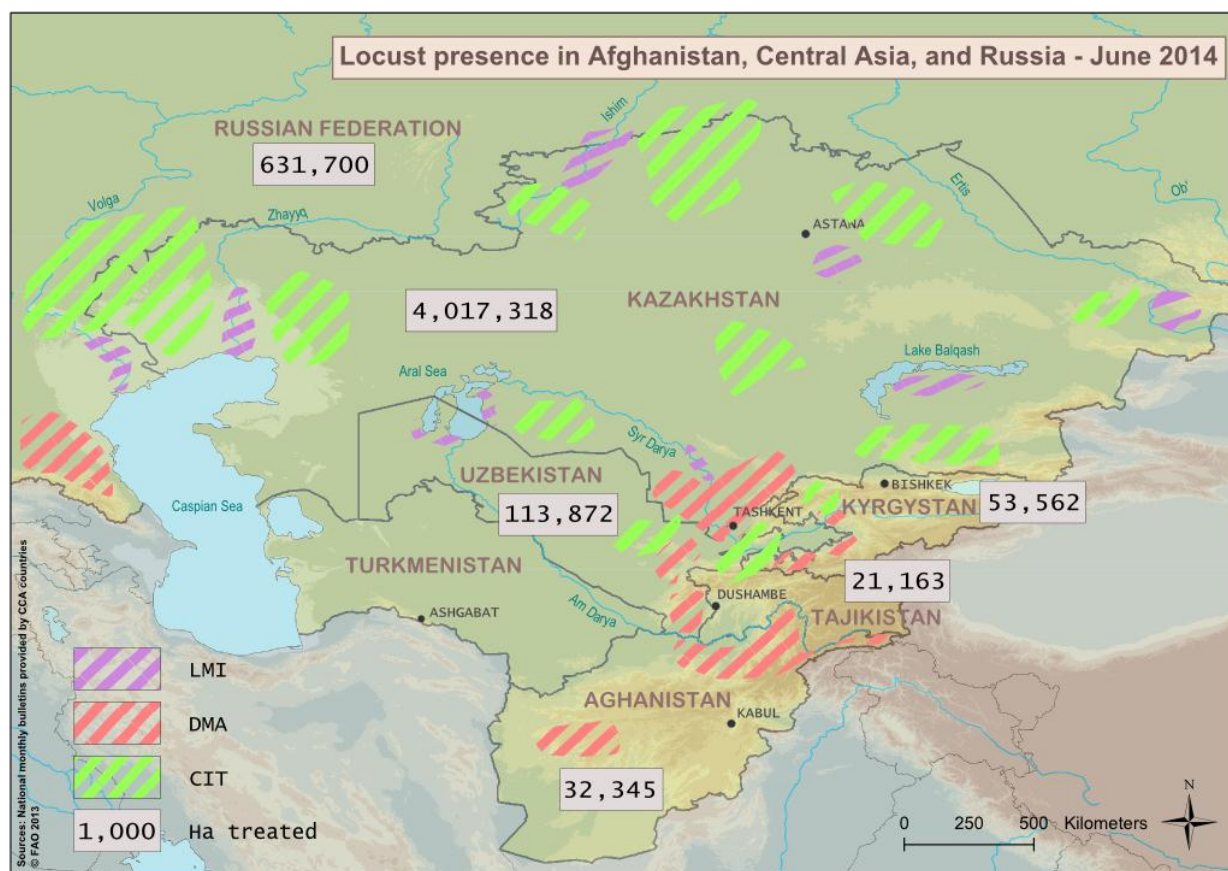 Locust presence in Afghanistan, Central Asia, and Russia - June 2014
RUSSIAN FEDERATION
631,700
Ishim
Volga
Zhayyq
Ertis
Ob'
ASTANA
KAZAKHSTAN
4,017,318
Lake Balqash
Aral Sea
Syr Darya
UZBEKISTAN
113,872
BISHKEK
KYRGYSTAN
53,562
TASHKENT
Caspian Sea
TURKMENISTAN
21,163
DUSHAMBE
TAJIKISTAN
ASHGABAT
Am Darya
AGHANISTAN
KABUL
32,345
LMI
DMA
CIT
1,000 Ha treated
0 250 500 Kilometers
N
Sources: National monthly bulletins provided by CCA countries
© FAO 2013